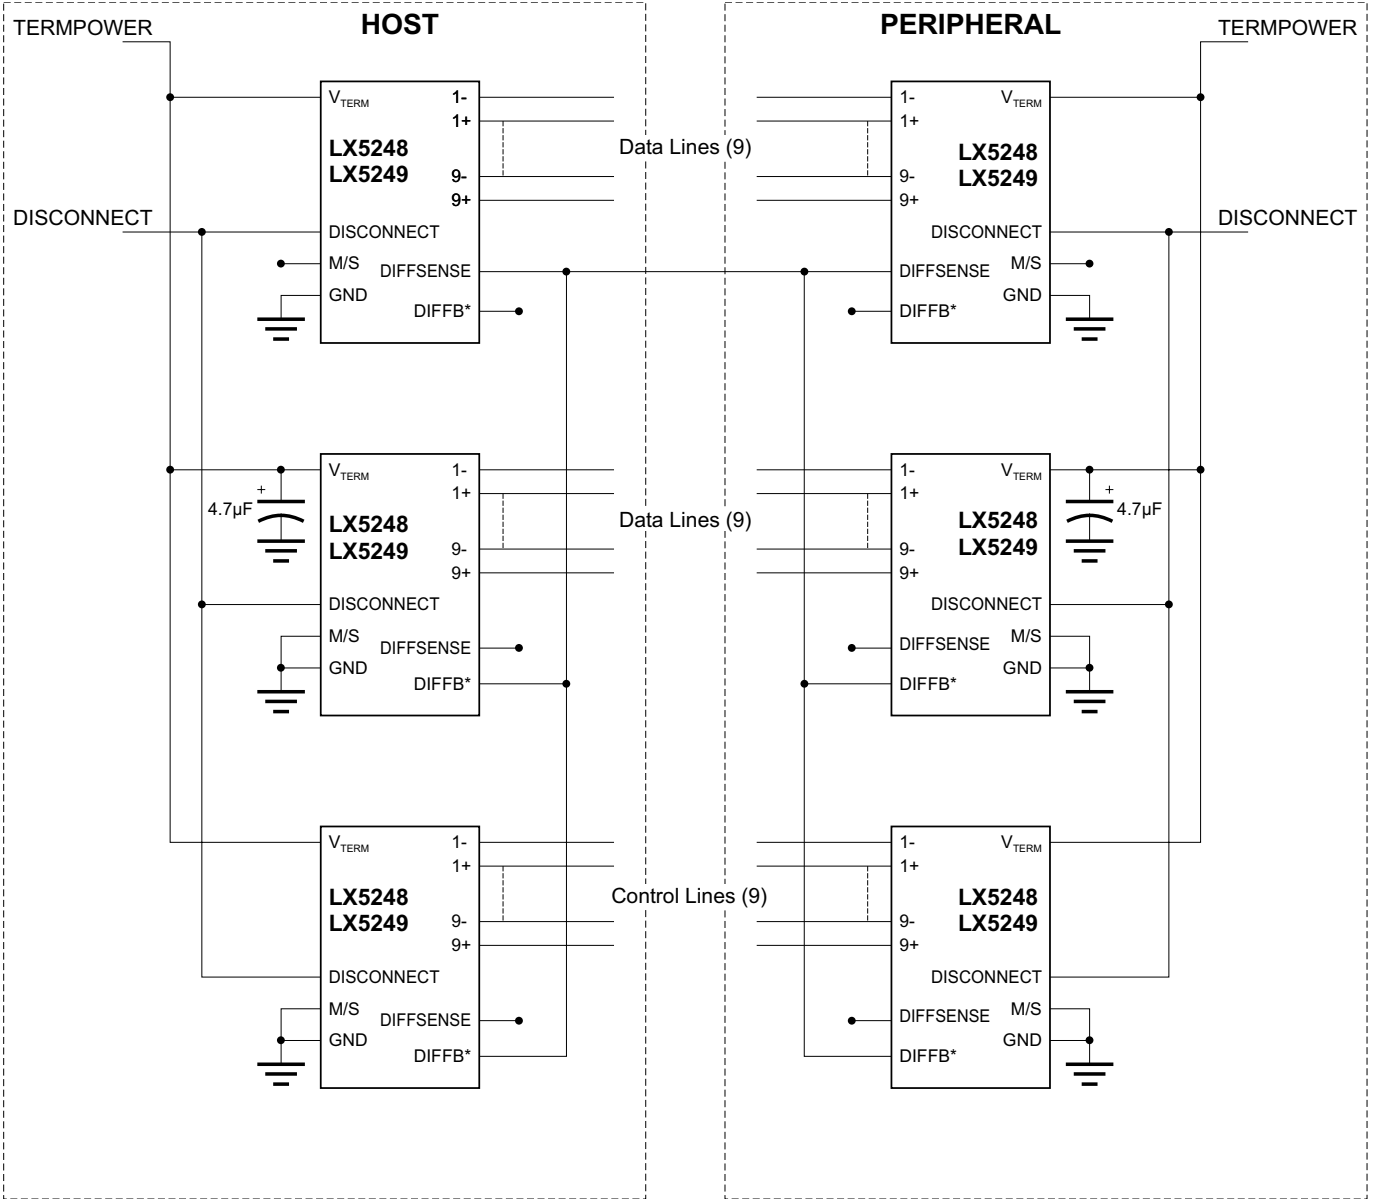 HOST
PERIPHERAL
TERMPOWER
TERMPOWER
VTERM
1-
1+
LX5248
LX5249
9-
9+
DISCONNECT
DISCONNECT
M/S
DIFFSENSE
GND
DIFFB*
Data Lines (9)
1-
VTERM
1+
LX5248
LX5249
9-
9+
DISCONNECT
DISCONNECT
DIFFSENSE
M/S
GND
DIFFB*
VTERM
1-
+
1+
4.7µF
LX5248
LX5249
9-
9+
DISCONNECT
M/S
DIFFSENSE
GND
DIFFB*
Data Lines (9)
1-
VTERM
1+
+
4.7µF
LX5248
LX5249
9-
9+
DISCONNECT
DIFFSENSE
M/S
GND
DIFFB*
VTERM
1-
1+
LX5248
LX5249
9-
9+
DISCONNECT
M/S
DIFFSENSE
GND
DIFFB*
Control Lines (9)
1-
VTERM
1+
LX5248
LX5249
9-
9+
DISCONNECT
DIFFSENSE
M/S
GND
DIFFB*